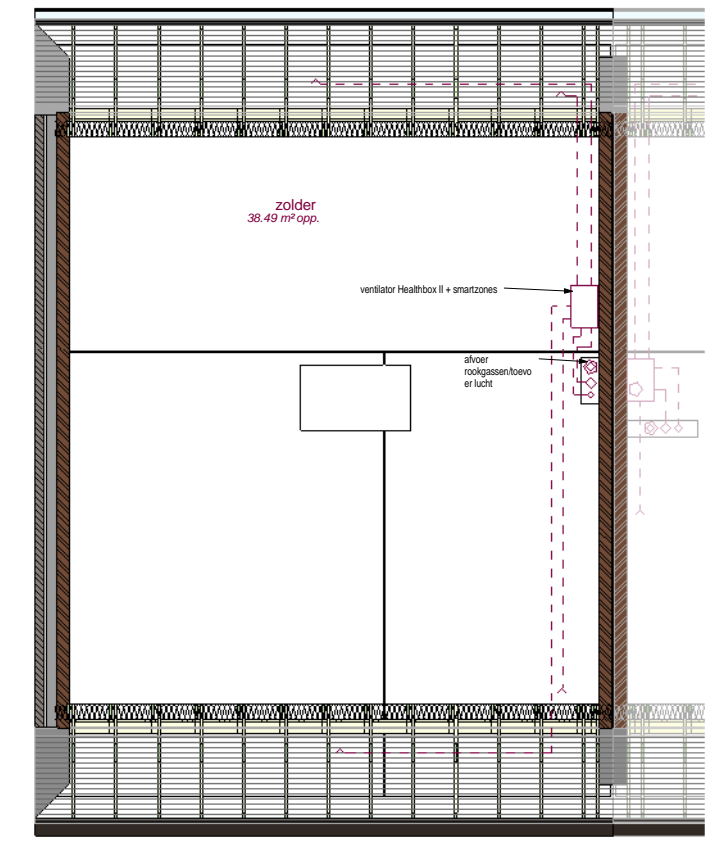 zolder
38.49 m² opp.
ventilator Healthbox II + smartzones
afvoer
rookgassen/toevo
er lucht